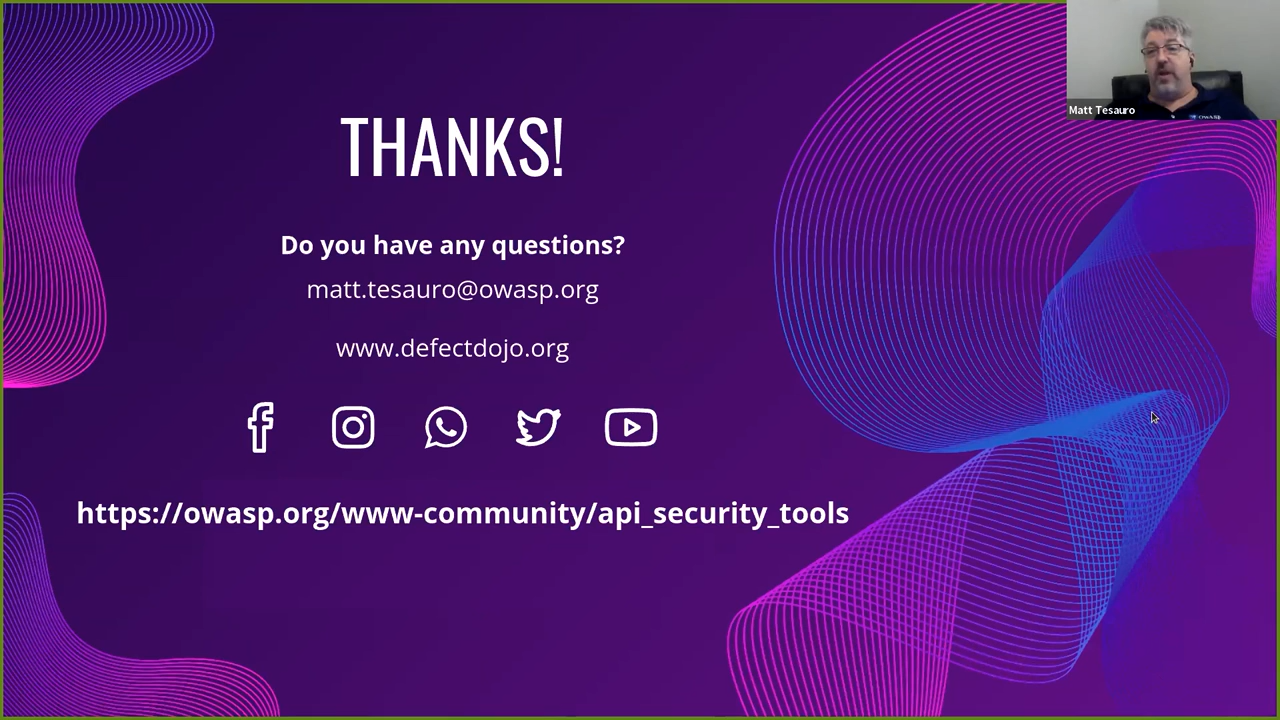 THANKS!
Do you have any questions?
matt.tesauro@owasp.org
www.defectdojo.org
https://owasp.org/www-community/api_security_tools
Matt Tesauro
OWASP